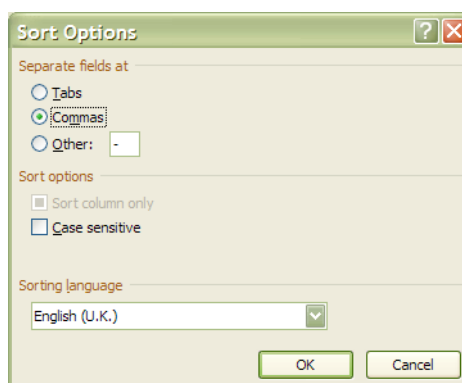 Sort Options
Separate fields at
Tabs
Commas
Other: -
Sort options
Sort column only
Case sensitive
Sorting language
English (U.K.)
OK Cancel